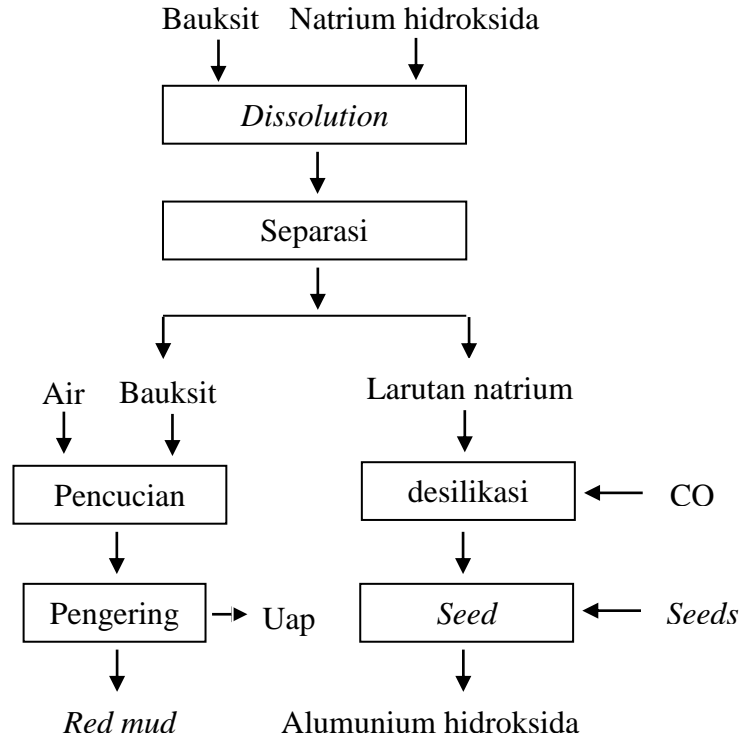 Bauksit Natrium hidroksida
Dissolution
Separasi
Air Bauksit Larutan natrium
Pencucian desilikasi CO
Pengering Uap Seed Seeds
Red mud Alumunium hidroksida